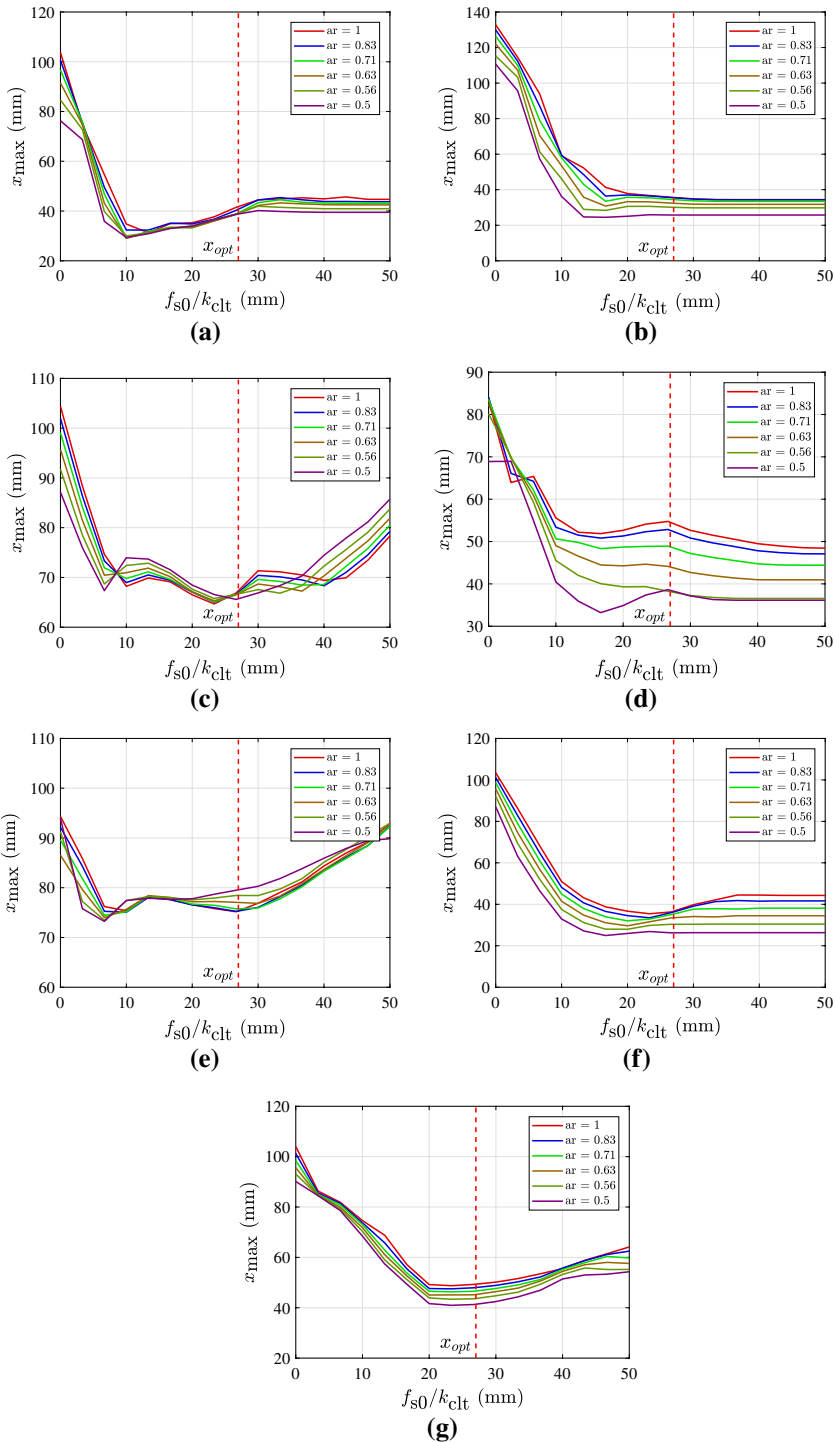 120
100
80
60
40
20
x_max (mm)
ar = 1
ar = 0.83
ar = 0.71
ar = 0.63
ar = 0.56
ar = 0.5
x_opt
0 10 20 30 40 50
f_s0/k_clt (mm)
(a)
140
120
100
80
60
40
20
0
x_max (mm)
ar = 1
ar = 0.83
ar = 0.71
ar = 0.63
ar = 0.56
ar = 0.5
x_opt
0 10 20 30 40 50
f_s0/k_clt (mm)
(b)
110
100
90
80
70
60
x_max (mm)
ar = 1
ar = 0.83
ar = 0.71
ar = 0.63
ar = 0.56
ar = 0.5
x_opt
0 10 20 30 40 50
f_s0/k_clt (mm)
(c)
90
80
70
60
50
40
30
x_max (mm)
ar = 1
ar = 0.83
ar = 0.71
ar = 0.63
ar = 0.56
ar = 0.5
x_opt
0 10 20 30 40 50
f_s0/k_clt (mm)
(d)
110
100
90
80
70
60
x_max (mm)
ar = 1
ar = 0.83
ar = 0.71
ar = 0.63
ar = 0.56
ar = 0.5
x_opt
0 10 20 30 40 50
f_s0/k_clt (mm)
(e)
120
100
80
60
40
20
0
x_max (mm)
ar = 1
ar = 0.83
ar = 0.71
ar = 0.63
ar = 0.56
ar = 0.5
x_opt
0 10 20 30 40 50
f_s0/k_clt (mm)
(f)
120
100
80
60
40
20
x_max (mm)
ar = 1
ar = 0.83
ar = 0.71
ar = 0.63
ar = 0.56
ar = 0.5
x_opt
0 10 20 30 40 50
f_s0/k_clt (mm)
(g)